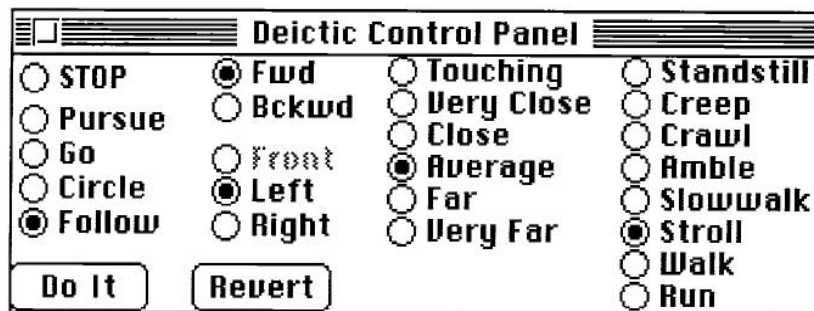 Deictic Control Panel
STOP
Pursue
Go
Circle
Follow
Fwd
Bckwd
Front
Left
Right
Touching
Very Close
Close
Average
Far
Very Far
Standstill
Creep
Crawl
Amble
Slowwalk
Stroll
Walk
Run
Do It
Revert